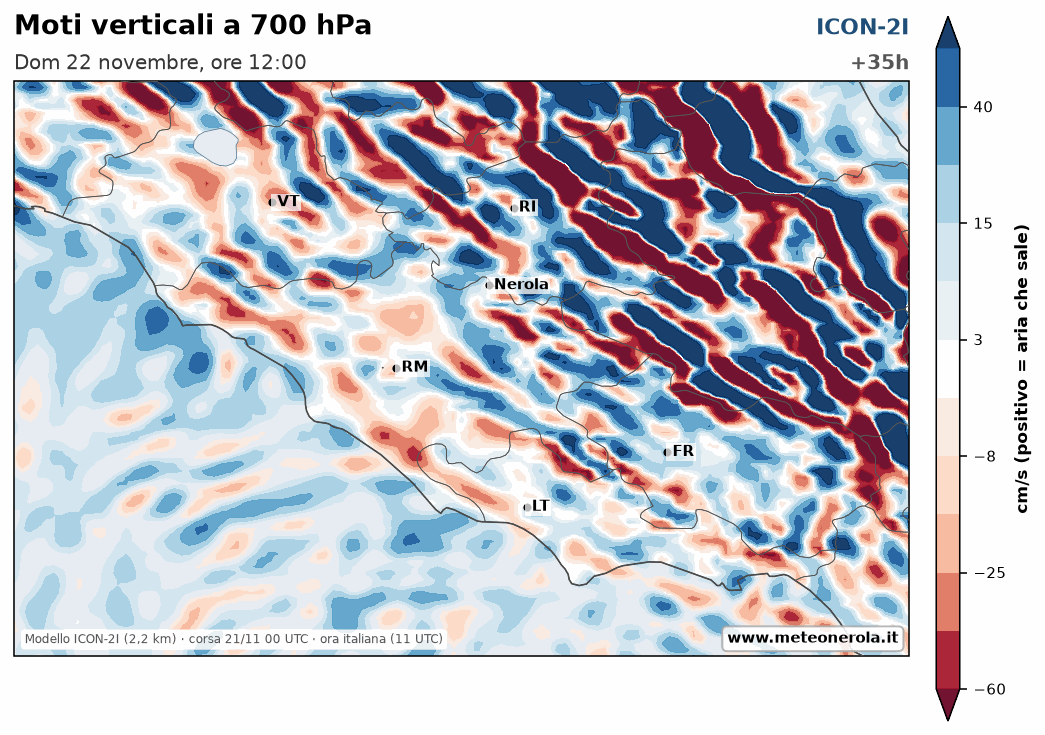 Moti verticali a 700 hPa
ICON-2I
Dom 22 novembre, ore 12:00
+35h
40
VT
RI
15
Nerola
3
RM
−8
FR
LT
−25
Modello ICON-2I (2,2 km) · corsa 21/11 00 UTC · ora italiana (11 UTC)
www.meteonerola.it
−60
cm/s (positivo = aria che sale)